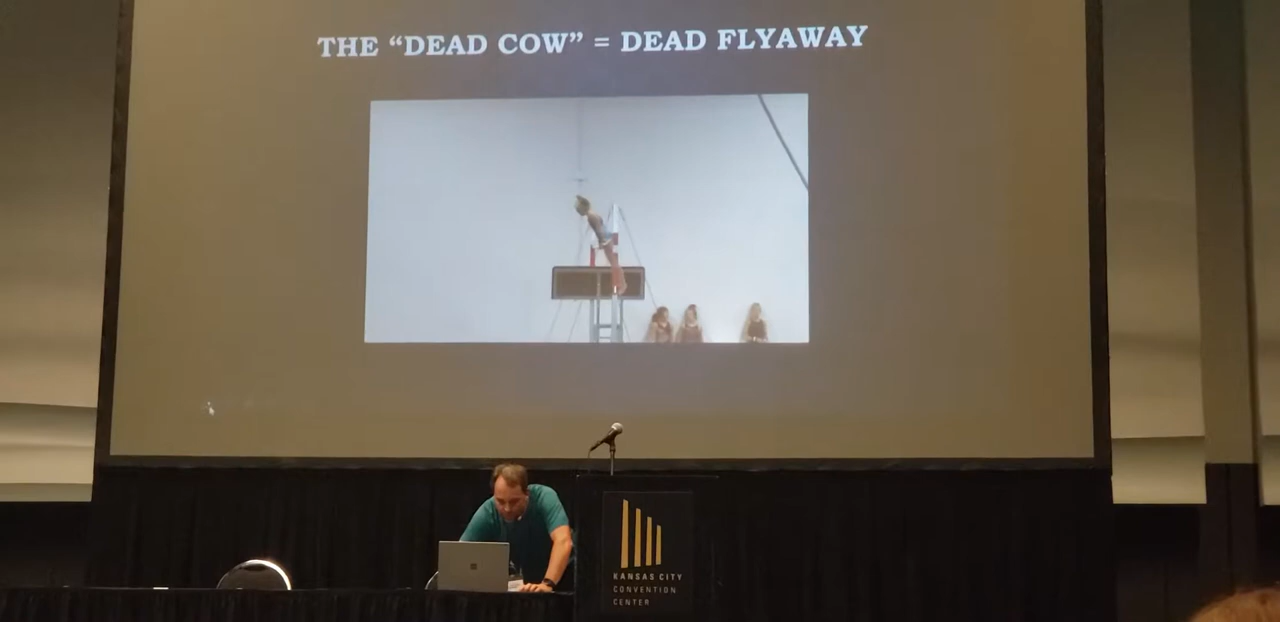 THE “DEAD COW” = DEAD FLYAWAY
KANSAS CITY
CONVENTION
CENTER